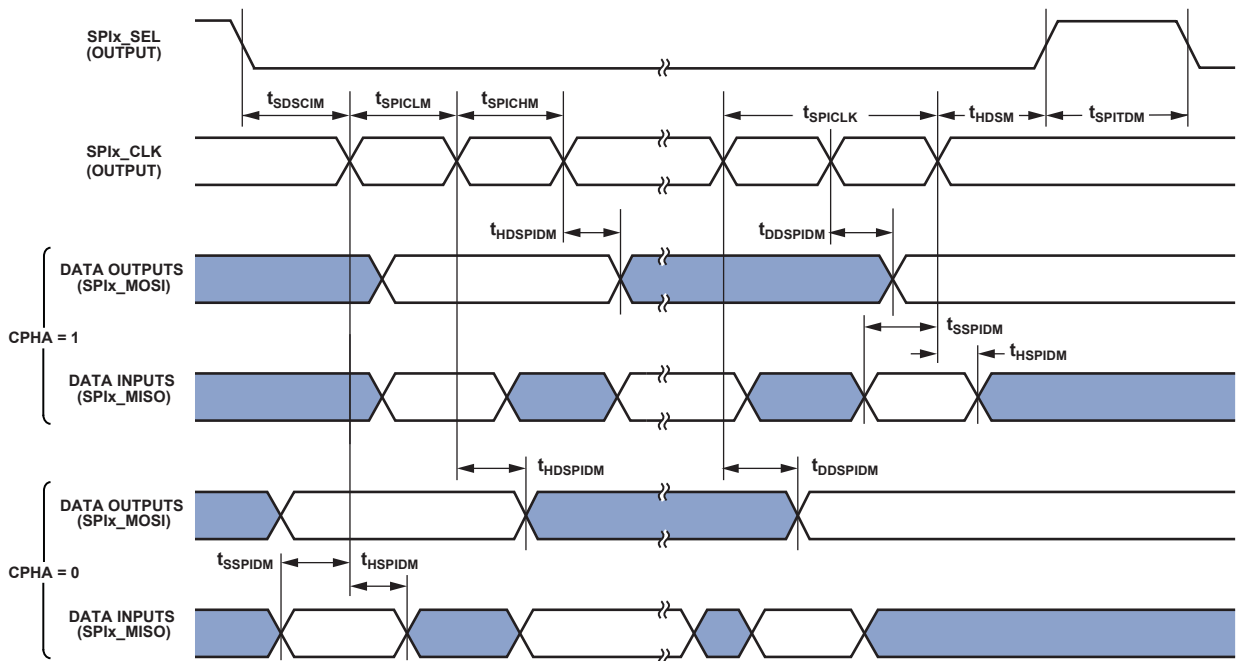 SPIx_SEL
(OUTPUT)
tSDSCIM
tSPICLM
tSPICHM
tSPICLK
tHDSM
tSPITDM
SPIx_CLK
(OUTPUT)
tHDSPIDM
tDDSPIDM
DATA OUTPUTS
(SPIx_MOSI)
CPHA = 1
tSSPIDM
tHSPIDM
DATA INPUTS
(SPIx_MISO)
tHDSPIDM
tDDSPIDM
DATA OUTPUTS
(SPIx_MOSI)
CPHA = 0
tSSPIDM
tHSPIDM
DATA INPUTS
(SPIx_MISO)